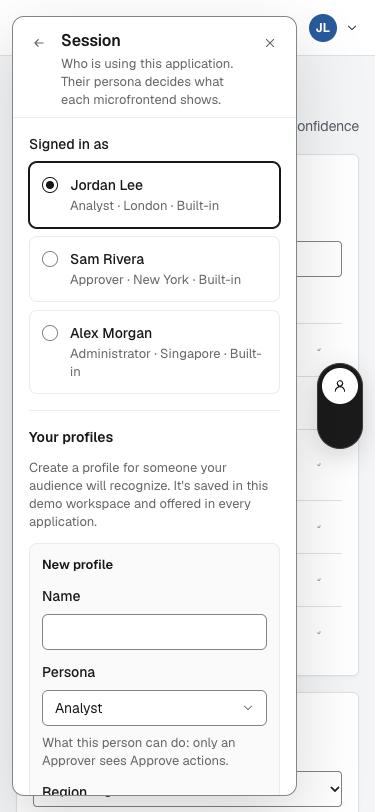 Session
JL
Who is using this application.
Their persona decides what
each microfrontend shows.
onfidence
Signed in as
Jordan Lee
Analyst · London · Built-in
Sam Rivera
Approver · New York · Built-in
Alex Morgan
Administrator · Singapore · Built-
in
Your profiles
Create a profile for someone your
audience will recognize. It's saved in this
demo workspace and offered in every
application.
New profile
Name
Persona
Analyst
What this person can do: only an
Approver sees Approve actions.
Region